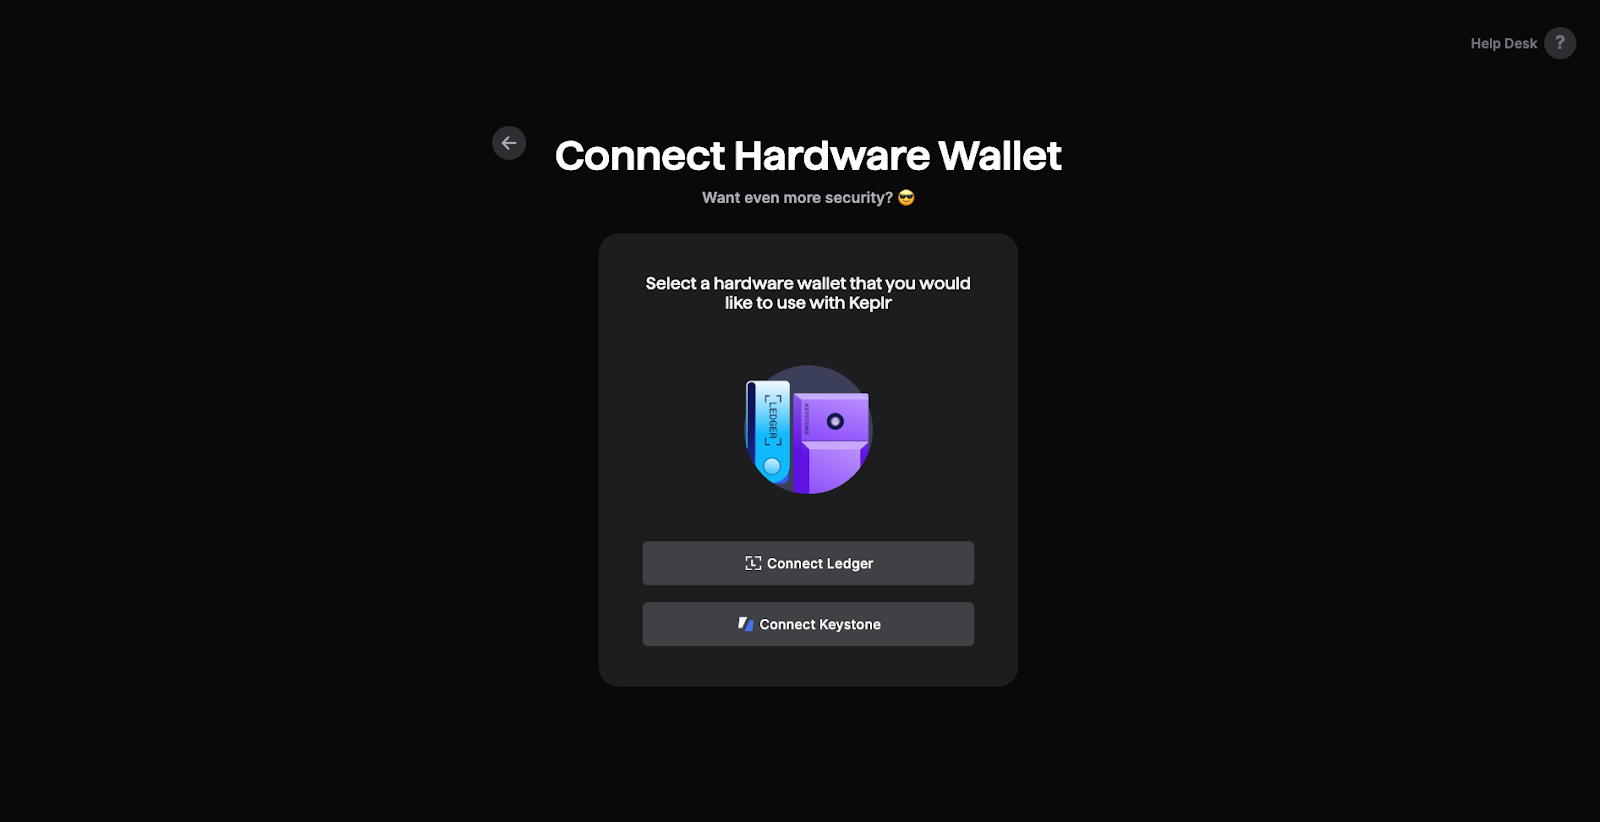 Help Desk ?
Connect Hardware Wallet
Want even more security? 😎
Select a hardware wallet that you would
like to use with Keplr
LEDGER
KEYSTONE
Connect Ledger
Connect Keystone